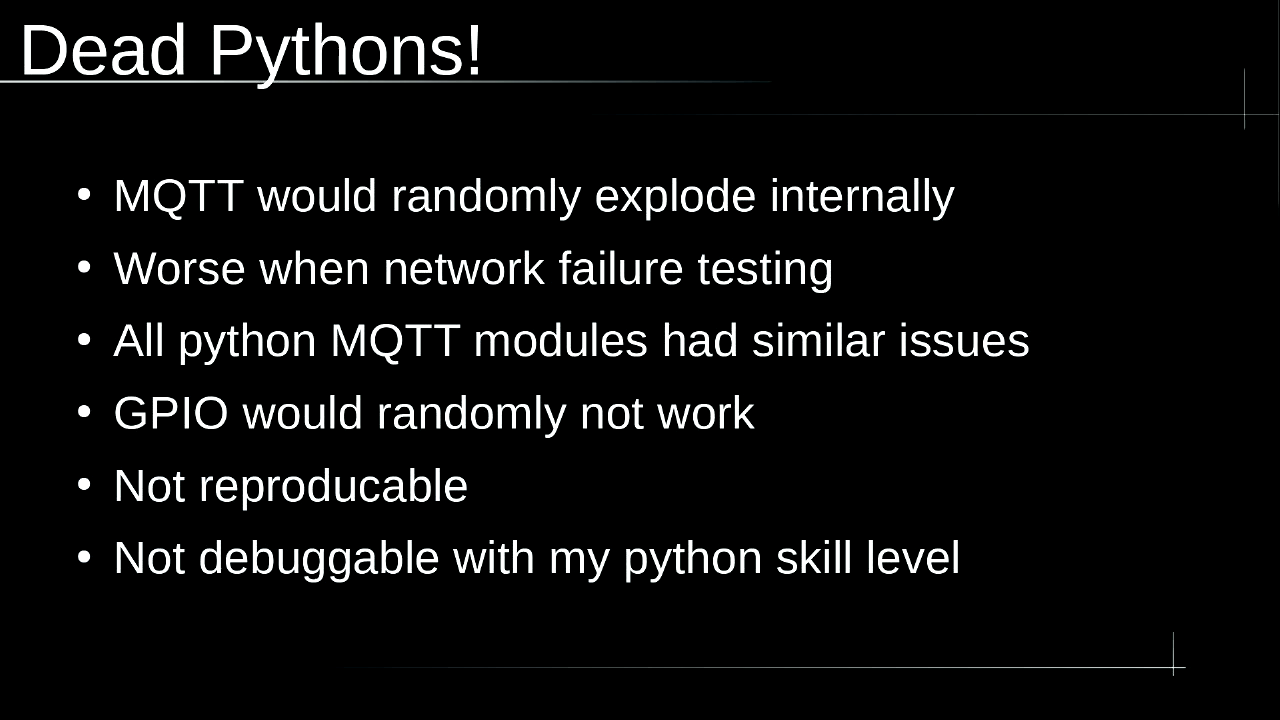 Dead Pythons!
• MQTT would randomly explode internally
• Worse when network failure testing
• All python MQTT modules had similar issues
• GPIO would randomly not work
• Not reproducable
• Not debuggable with my python skill level